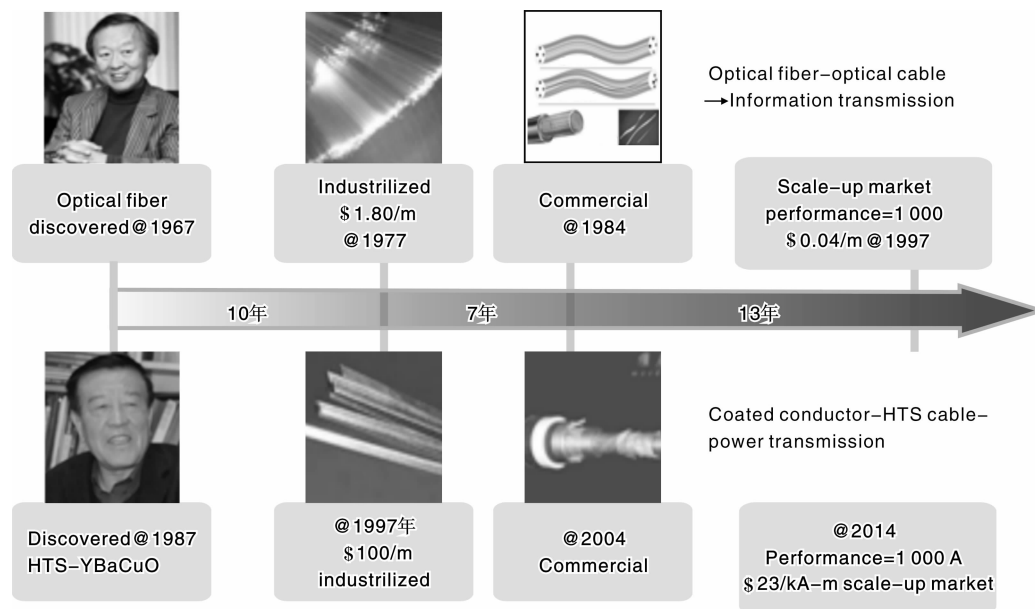 Optical fiber–optical cable
→Information transmission
Optical fiber
discovered@1967
Industrilized
$1.80/m
@1977
Commercial
@1984
Scale–up market
performance=1 000
$0.04/m@1997
10年
7年
13年
Coated conductor–HTS cable–
power transmission
Discovered@1987
HTS–YBaCuO
@1997年
$100/m
industrilized
@2004
Commercial
@2014
Performance=1 000 A
$23/kA–m scale–up market